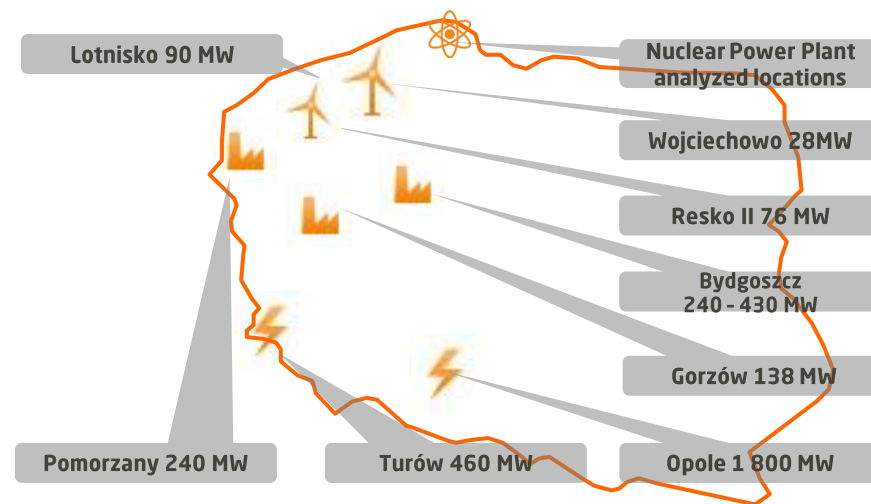 Lotnisko 90 MW
Nuclear Power Plant
analyzed locations
Wojciechowo 28MW
Resko II 76 MW
Bydgoszcz
240 - 430 MW
Gorzów 138 MW
Pomorzany 240 MW
Turów 460 MW
Opole 1 800 MW